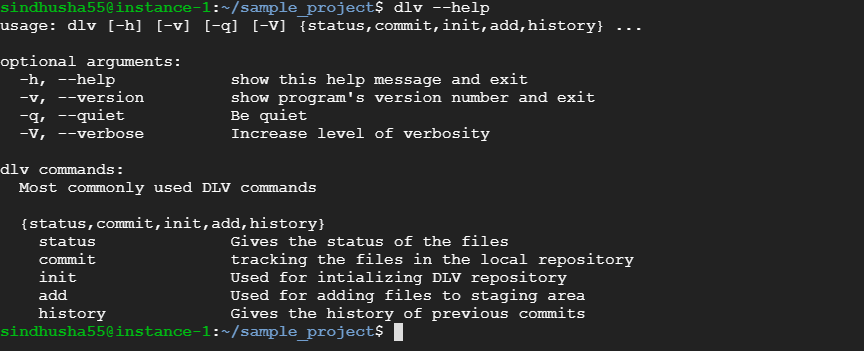 sindhusha55@instance-1:~/sample_project$ dlv --help
usage: dlv [-h] [-v] [-q] [-V] {status,commit,init,add,history} ...
optional arguments:
-h, --help show this help message and exit
-v, --version show program's version number and exit
-q, --quiet Be quiet
-V, --verbose Increase level of verbosity
dlv commands:
Most commonly used DLV commands
{status,commit,init,add,history}
status Gives the status of the files
commit tracking the files in the local repository
init Used for intializing DLV repository
add Used for adding files to staging area
history Gives the history of previous commits
sindhusha55@instance-1:~/sample_project$